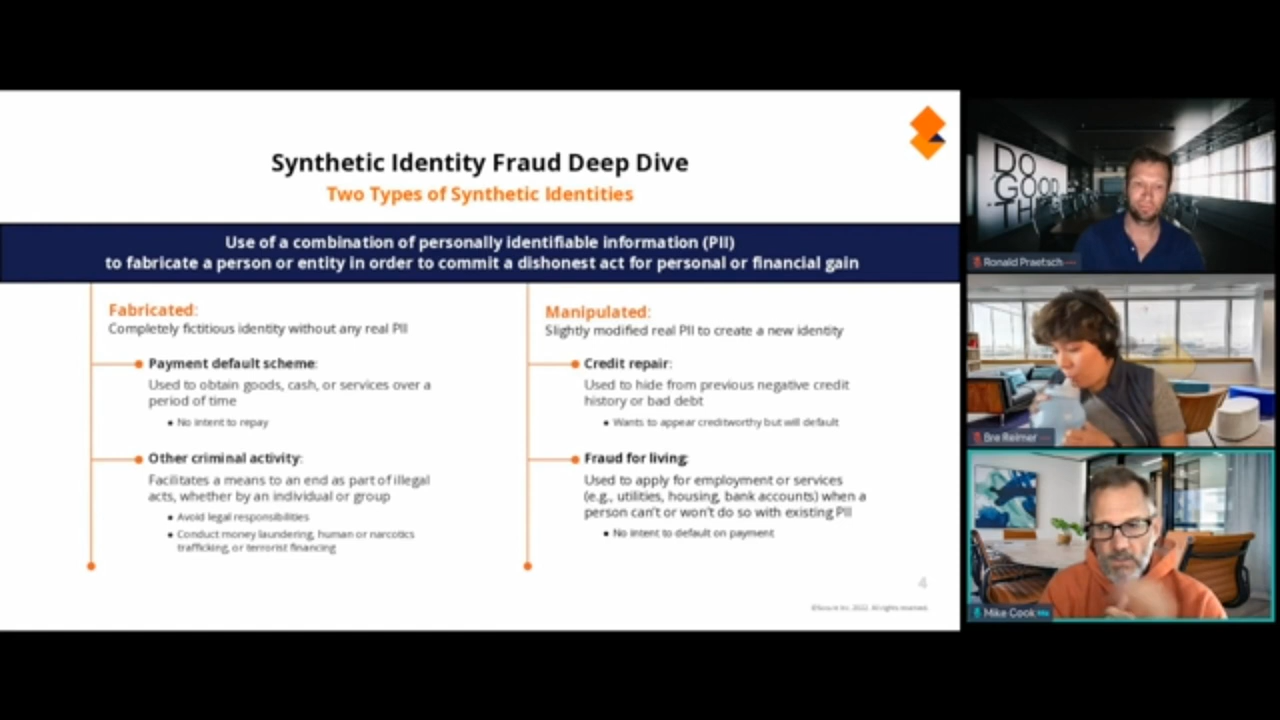 Synthetic Identity Fraud Deep Dive
Two Types of Synthetic Identities
Use of a combination of personally identifiable information (PII)
to fabricate a person or entity in order to commit a dishonest act for personal or financial gain
Fabricated:
Completely fictitious identity without any real PII
• Payment default scheme:
Used to obtain goods, cash, or services over a
period of time
• No intent to repay
• Other criminal activity:
Facilitates a means to an end as part of illegal
acts, whether by an individual or group
• Avoid legal responsibilities
• Conduct money laundering, human or narcotics
trafficking, or terrorist financing
Manipulated:
Slightly modified real PII to create a new identity
• Credit repair:
Used to hide from previous negative credit
history or bad debt
• Wants to appear creditworthy but will default
• Fraud for living:
Used to apply for employment or services
(e.g., utilities, housing, bank accounts) when a
person can't or won't do so with existing PII
• No intent to default on payment
4
©Socure Inc. 2022. All rights reserved.
DO
GOOD
TH
Ronald Praetsch
Bre Reimer
Mike Cook